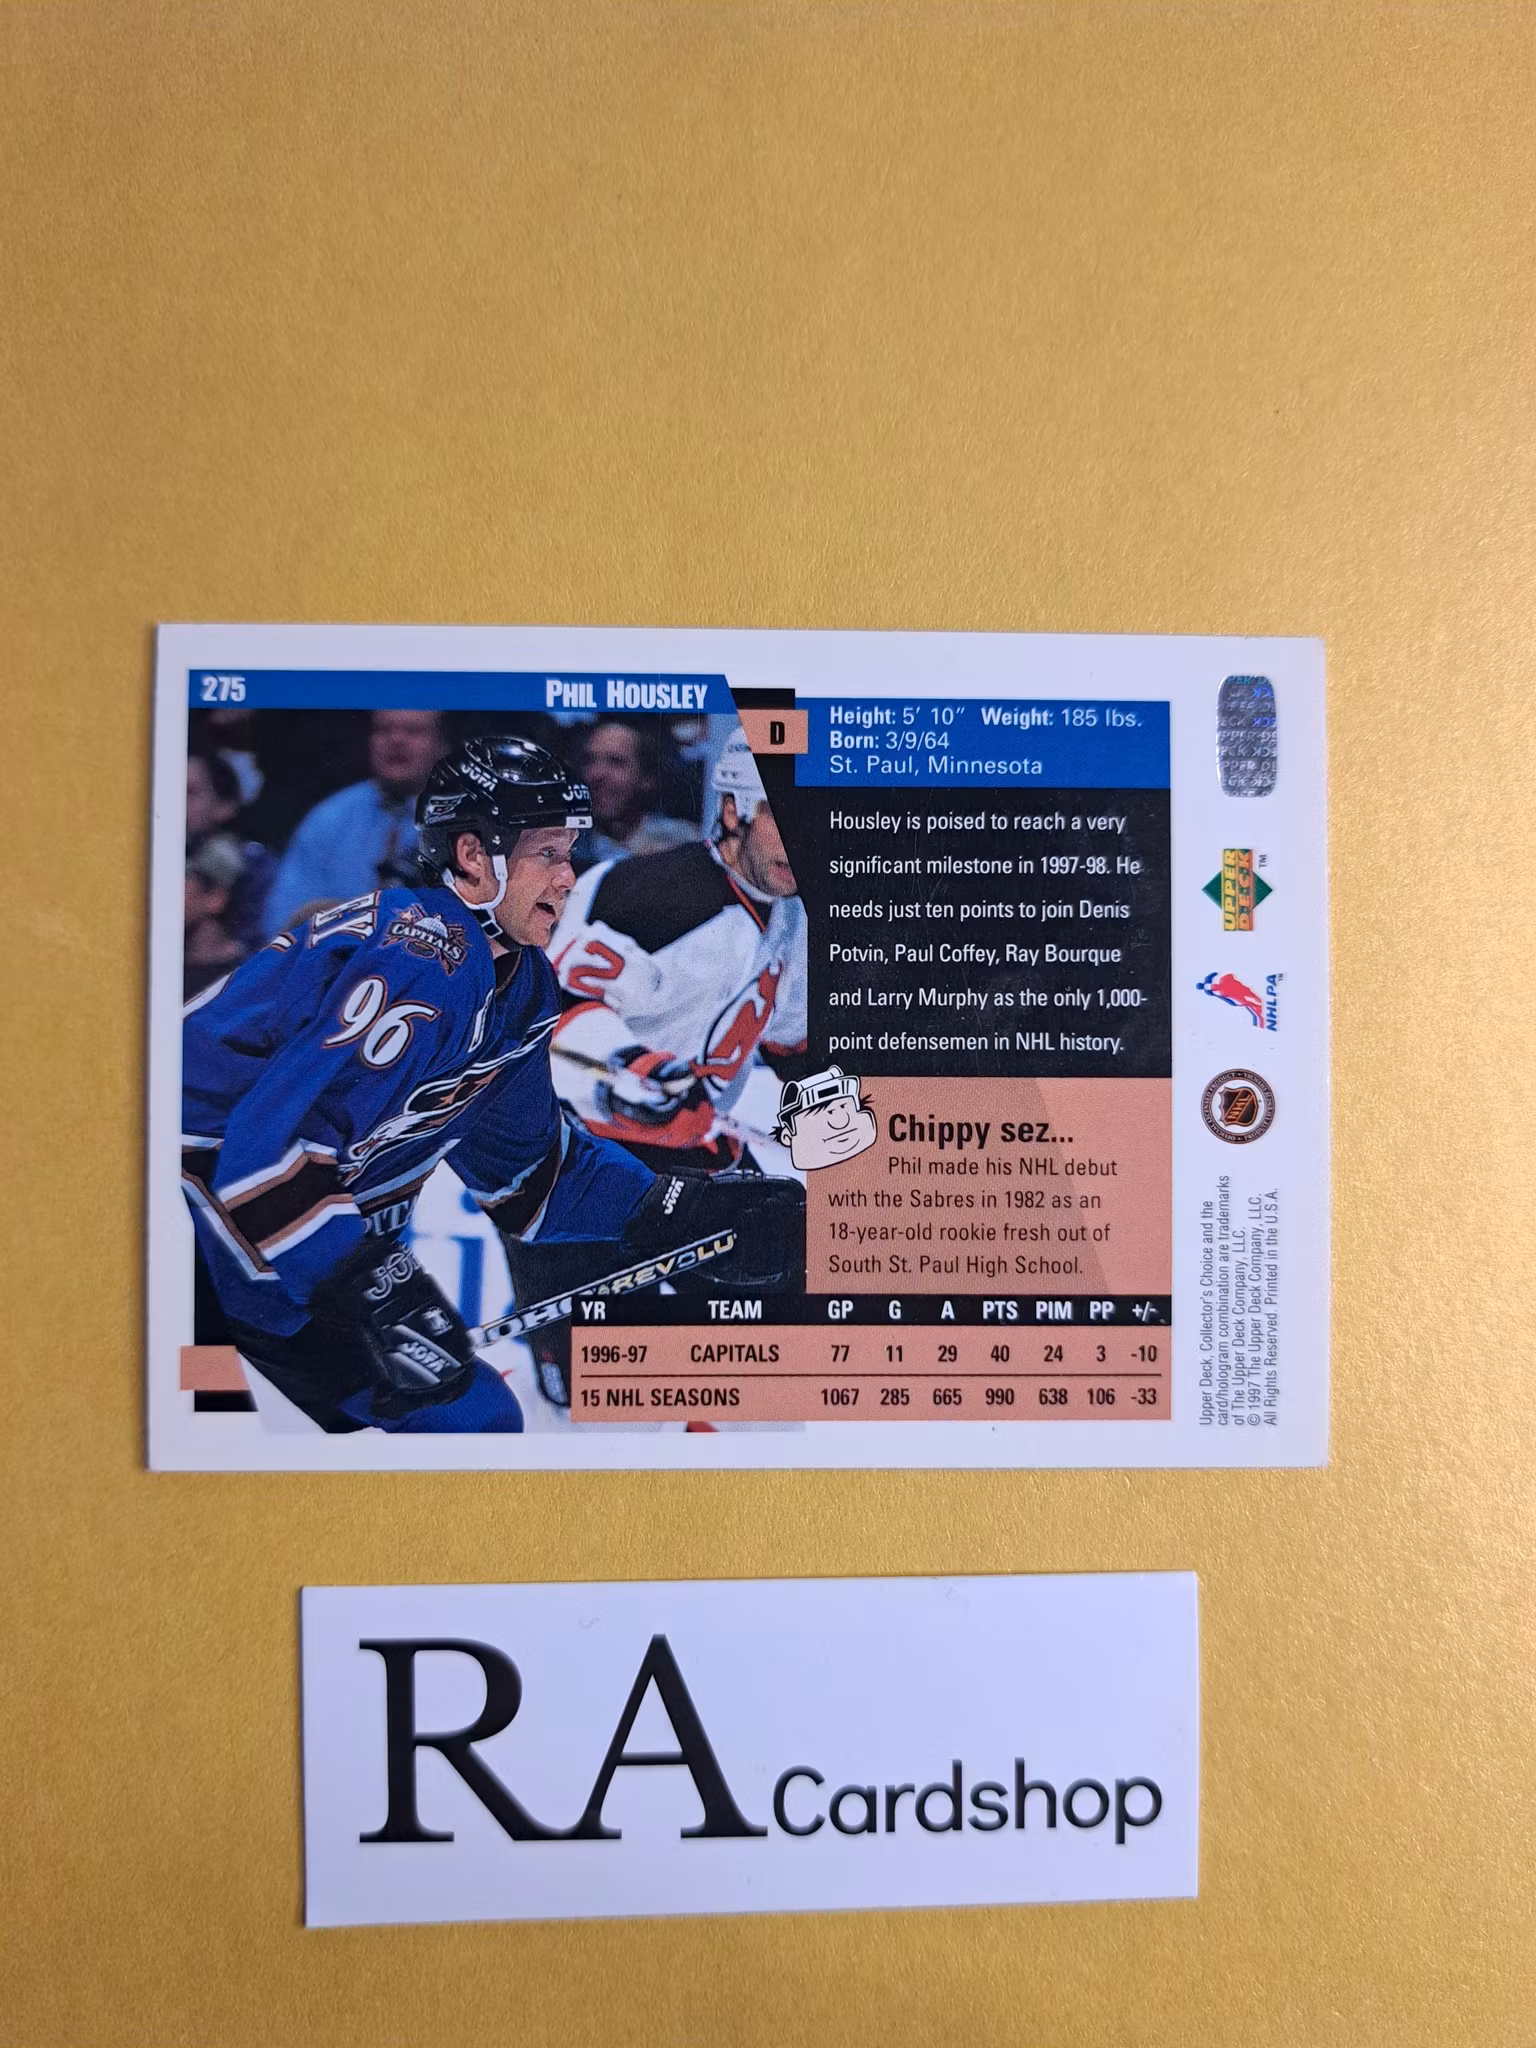 275 PHIL HOUSLEY
D
Height: 5' 10" Weight: 185 lbs.
Born: 3/9/64
St. Paul, Minnesota
Housley is poised to reach a very
significant milestone in 1997-98. He
needs just ten points to join Denis
Potvin, Paul Coffey, Ray Bourque
and Larry Murphy as the only 1,000-
point defensemen in NHL history.
Chippy sez...
Phil made his NHL debut
with the Sabres in 1982 as an
18-year-old rookie fresh out of
South St. Paul High School.
YR TEAM GP G A PTS PIM PP +/-
1996-97 CAPITALS 77 11 29 40 24 3 -10
15 NHL SEASONS 1067 285 665 990 638 106 -33
JOFA
JOFA
CAPITALS
96
JOFA
UPPER
DECK
TM
NHLPA
TM
NHL
Upper Deck, Collector's Choice and the
card/hologram combination are trademarks
of The Upper Deck Company, LLC.
© 1997 The Upper Deck Company, LLC.
All Rights Reserved. Printed in the U.S.A.
RA Cardshop